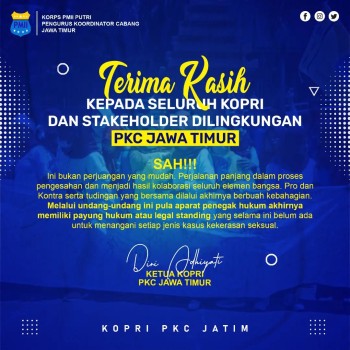 PMII
KORPS PMII PUTRI
PENGURUS KOORDINATOR CABANG
JAWA TIMUR
Terima Kasih
KEPADA SELURUH KOPRI
DAN STAKEHOLDER DILINGKUNGAN
PKC JAWA TIMUR
SAH!!!
Ini bukan perjuangan yang mudah. Perjalanan panjang dalam proses
pengesahan dan menjadi hasil kolaborasi seluruh elemen bangsa. Pro dan
Kontra serta tudingan yang bersama dilalui akhirnya berbuah kebahagian.
Melalui undang-undang ini pula aparat penegak hukum akhirnya
memiliki payung hukum atau legal standing yang selama ini belum ada
untuk menangani setiap jenis kasus kekerasan seksual.
Dini Adhiyati
KETUA KOPRI
PKC JAWA TIMUR
KOPRI PKC JATIM